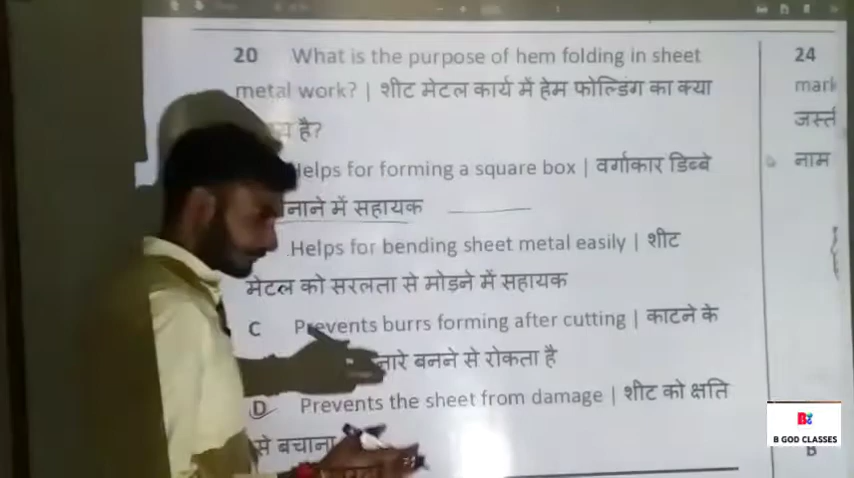 20 What is the purpose of hem folding in sheet
metal work? | शीट मेटल कार्य में हेम फोल्डिंग का क्या
है?
Helps for forming a square box | वर्गाकार डिब्बे
में सहायक
Helps for bending sheet metal easily | शीट
मेटल को सरलता से मोड़ने में सहायक
C Prevents burrs forming after cutting | काटने के
बनने से रोकता है
D Prevents the sheet from damage | शीट को क्षति
से बचाना
24
नाम
B
B GOD CLASSES